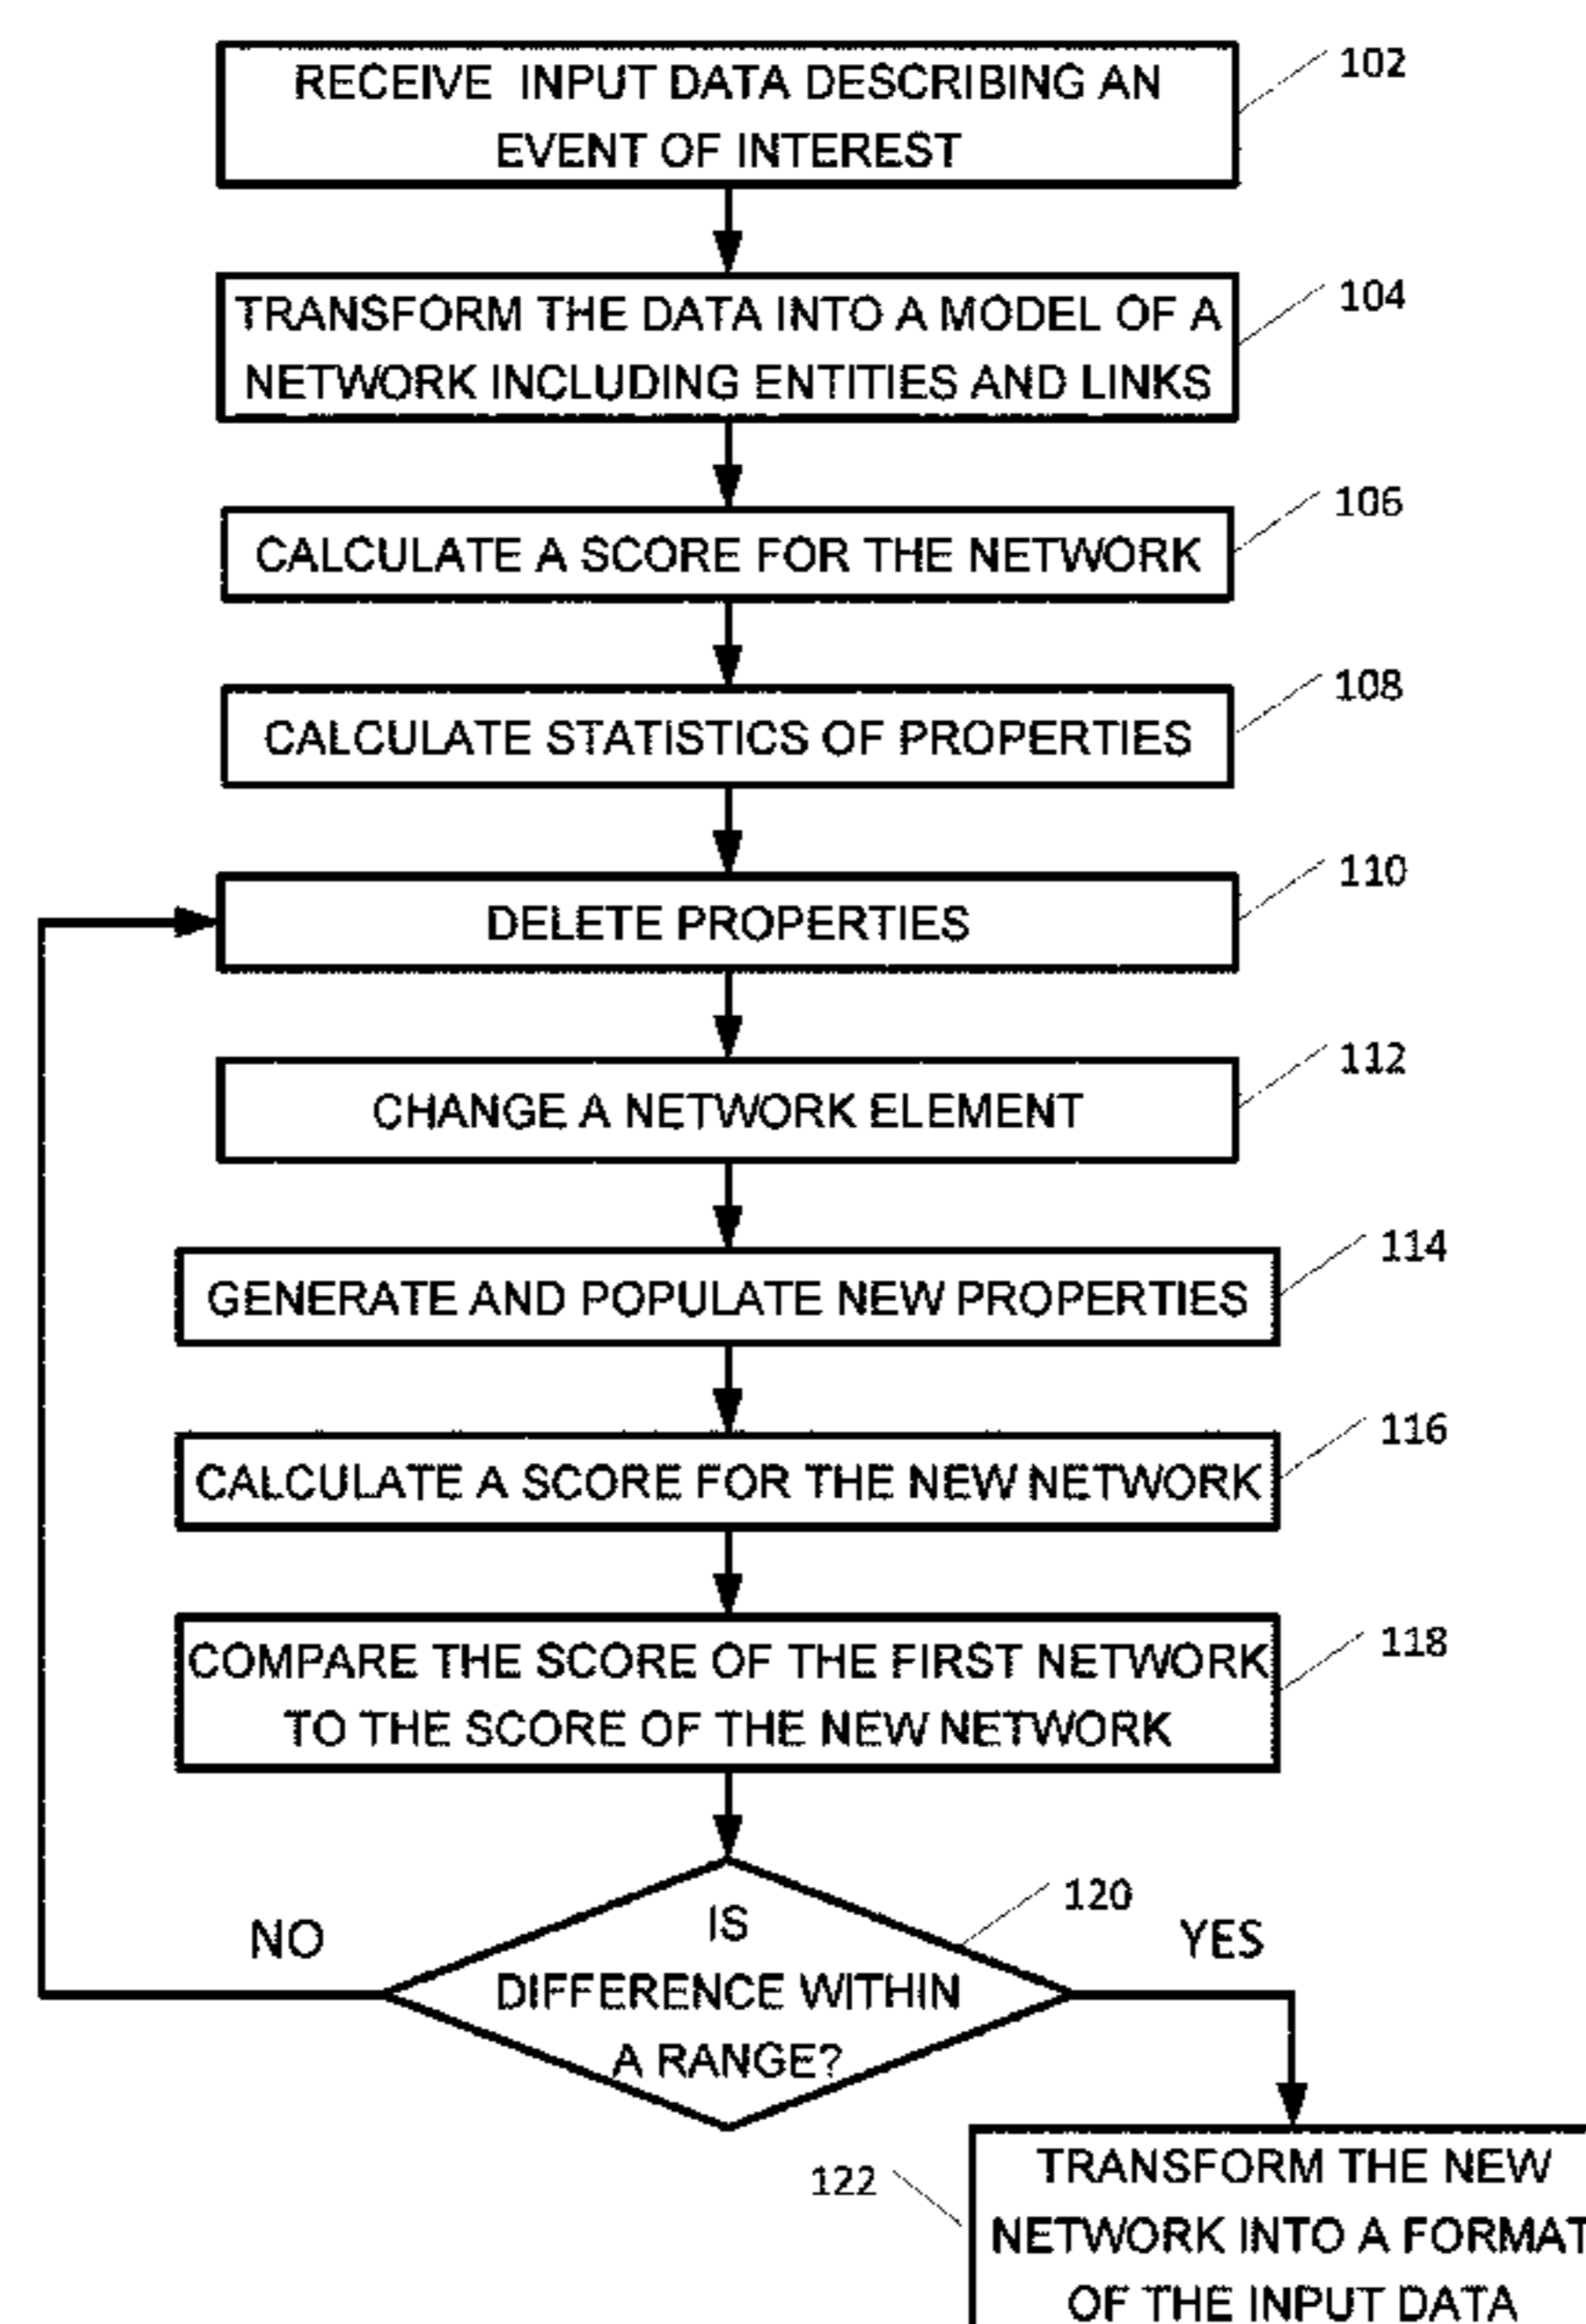 RECEIVE INPUT DATA DESCRIBING AN
EVENT OF INTEREST
102
TRANSFORM THE DATA INTO A MODEL OF A
NETWORK INCLUDING ENTITIES AND LINKS
104
CALCULATE A SCORE FOR THE NETWORK
106
CALCULATE STATISTICS OF PROPERTIES
108
DELETE PROPERTIES
110
CHANGE A NETWORK ELEMENT
112
GENERATE AND POPULATE NEW PROPERTIES
114
CALCULATE A SCORE FOR THE NEW NETWORK
116
COMPARE THE SCORE OF THE FIRST NETWORK
TO THE SCORE OF THE NEW NETWORK
118
IS
DIFFERENCE WITHIN
A RANGE?
120
NO
YES
TRANSFORM THE NEW
NETWORK INTO A FORMAT
OF THE INPUT DATA
122